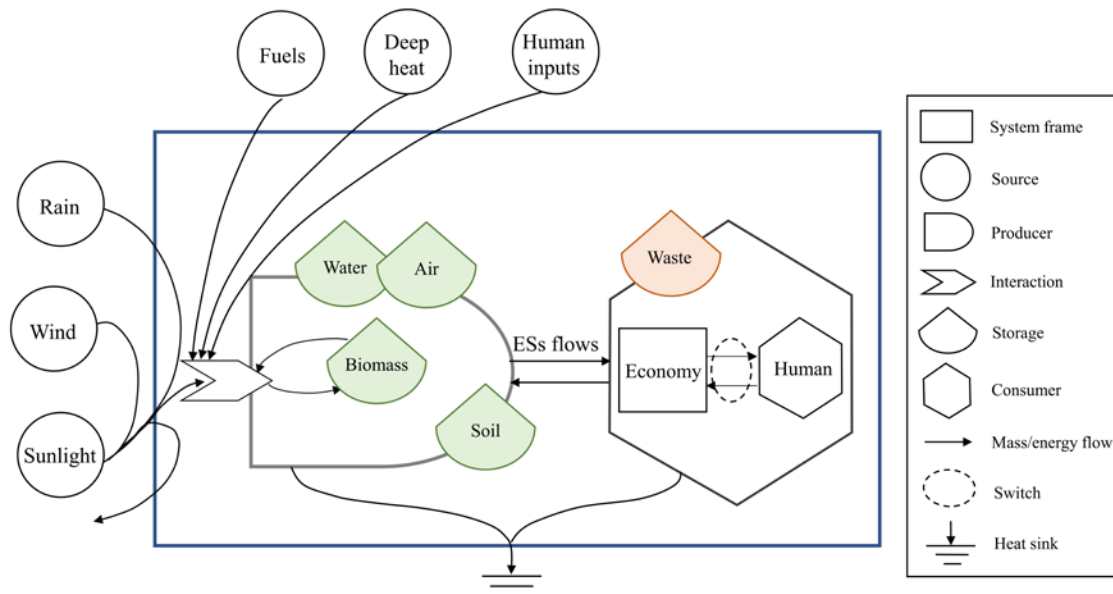 Fuels
Deep
heat
Human
inputs
Rain
Wind
Sunlight
Water
Air
Biomass
Soil
ESs flows
Waste
Economy
Human
System frame
Source
Producer
Interaction
Storage
Consumer
Mass/energy flow
Switch
Heat sink